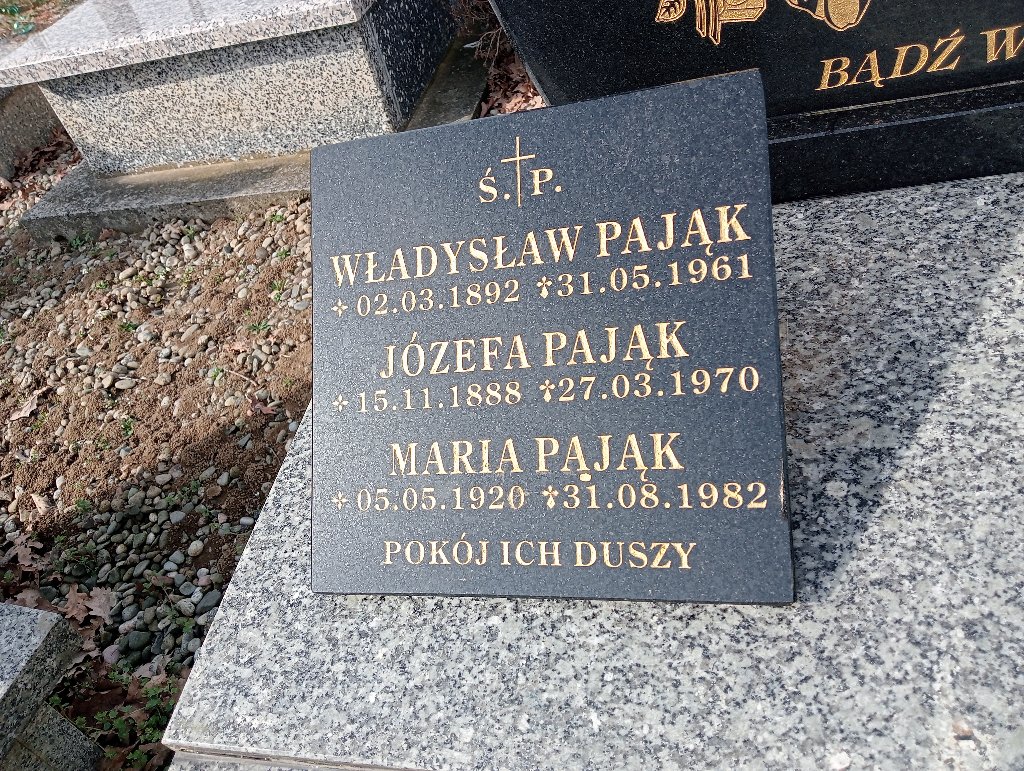 BĄDŹ
Ś. P.
WŁADYSŁAW PAJĄK
02.03.1892 31.05.1961
JÓZEFA PAJĄK
15.11.1888 27.03.1970
MARIA PAJĄK
05.05.1920 31.08.1982
POKÓJ ICH DUSZY